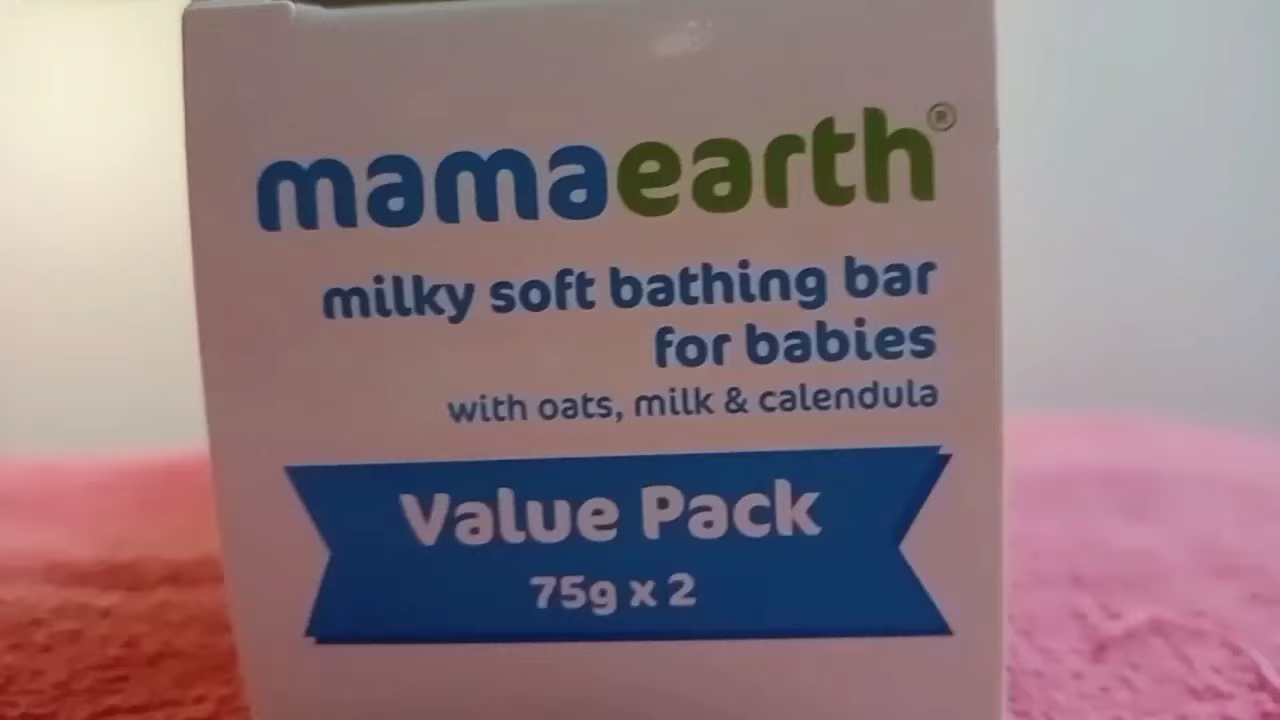 mamaearth®
milky soft bathing bar
for babies
with oats, milk & calendula
Value Pack
75g x 2